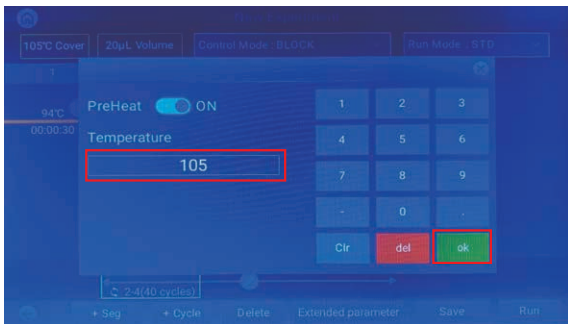 105℃ Cover 20μL Volume Control Mode :BLOCK Run Mode : STD
1
PreHeat ON 1 2 3
94℃
00:00:30 Temperature 4 5 6
105 7 8 9
- 0 .
Clr del ok
2-4(40 cycles)
+ Seg + Cycle Delete Extended parameter Save Run